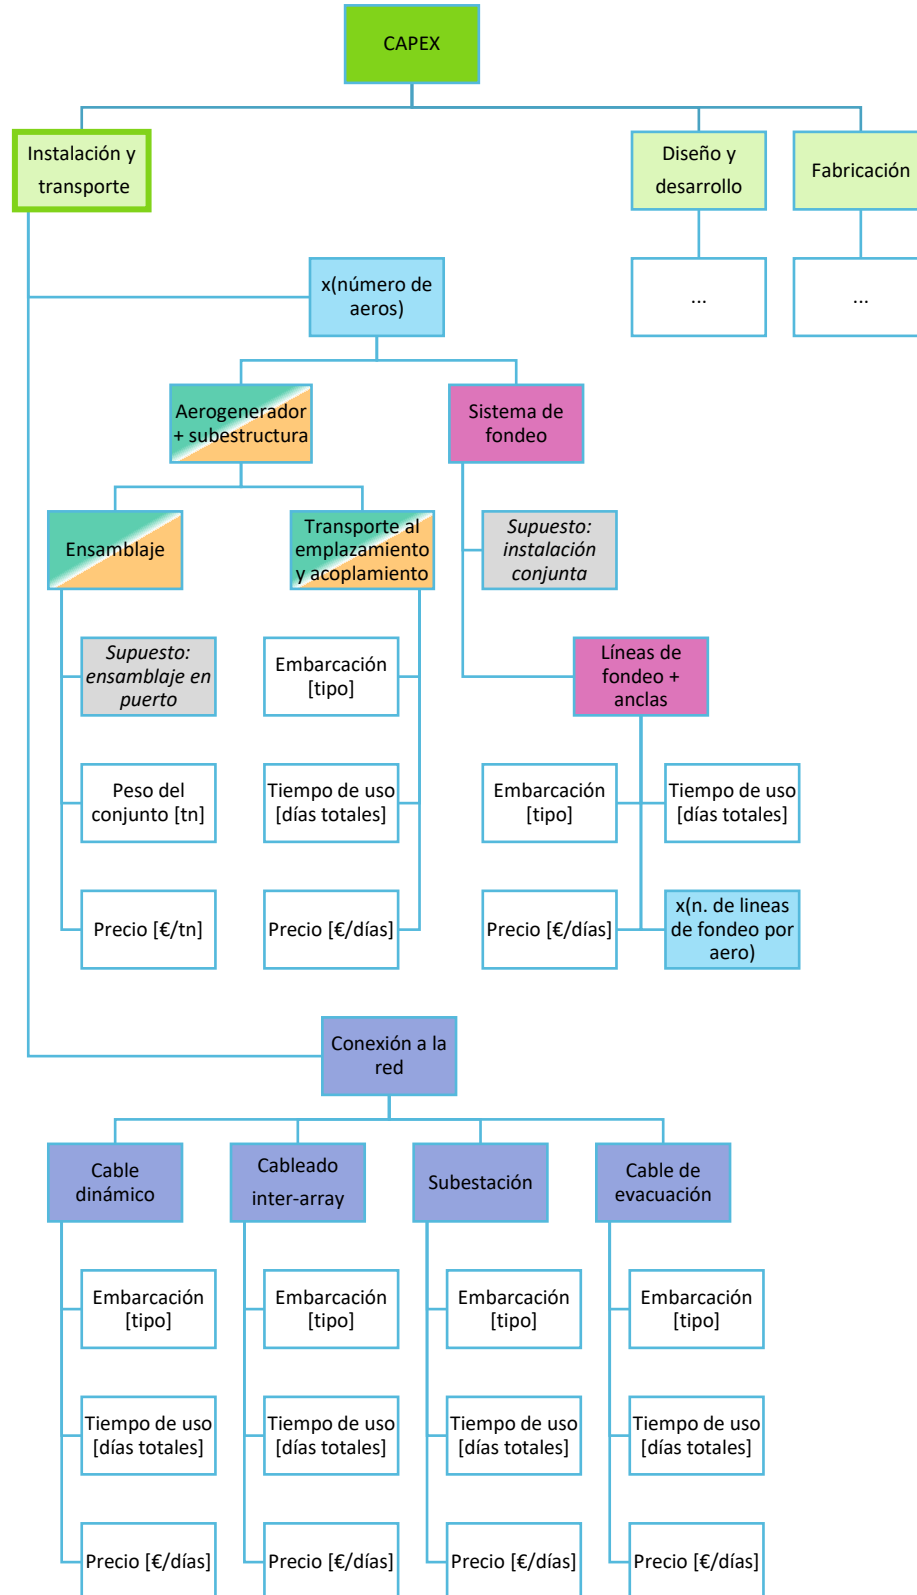 CAPEX
Instalación y
transporte
Diseño y
desarrollo
Fabricación
x(número de
aeros)
...
...
Aerogenerador
+ subestructura
Sistema de
fondeo
Ensamblaje
Transporte al
emplazamiento
y acoplamiento
Supuesto:
instalación
conjunta
Supuesto:
ensamblaje en
puerto
Embarcación
[tipo]
Líneas de
fondeo +
anclas
Peso del
conjunto [tn]
Tiempo de uso
[días totales]
Embarcación
[tipo]
Tiempo de uso
[días totales]
Precio [€/tn]
Precio [€/días]
Precio [€/días]
x(n. de lineas
de fondeo por
aero)
Conexión a la
red
Cable
dinámico
Cableado
inter-array
Subestación
Cable de
evacuación
Embarcación
[tipo]
Embarcación
[tipo]
Embarcación
[tipo]
Embarcación
[tipo]
Tiempo de uso
[días totales]
Tiempo de uso
[días totales]
Tiempo de uso
[días totales]
Tiempo de uso
[días totales]
Precio [€/días]
Precio [€/días]
Precio [€/días]
Precio [€/días]